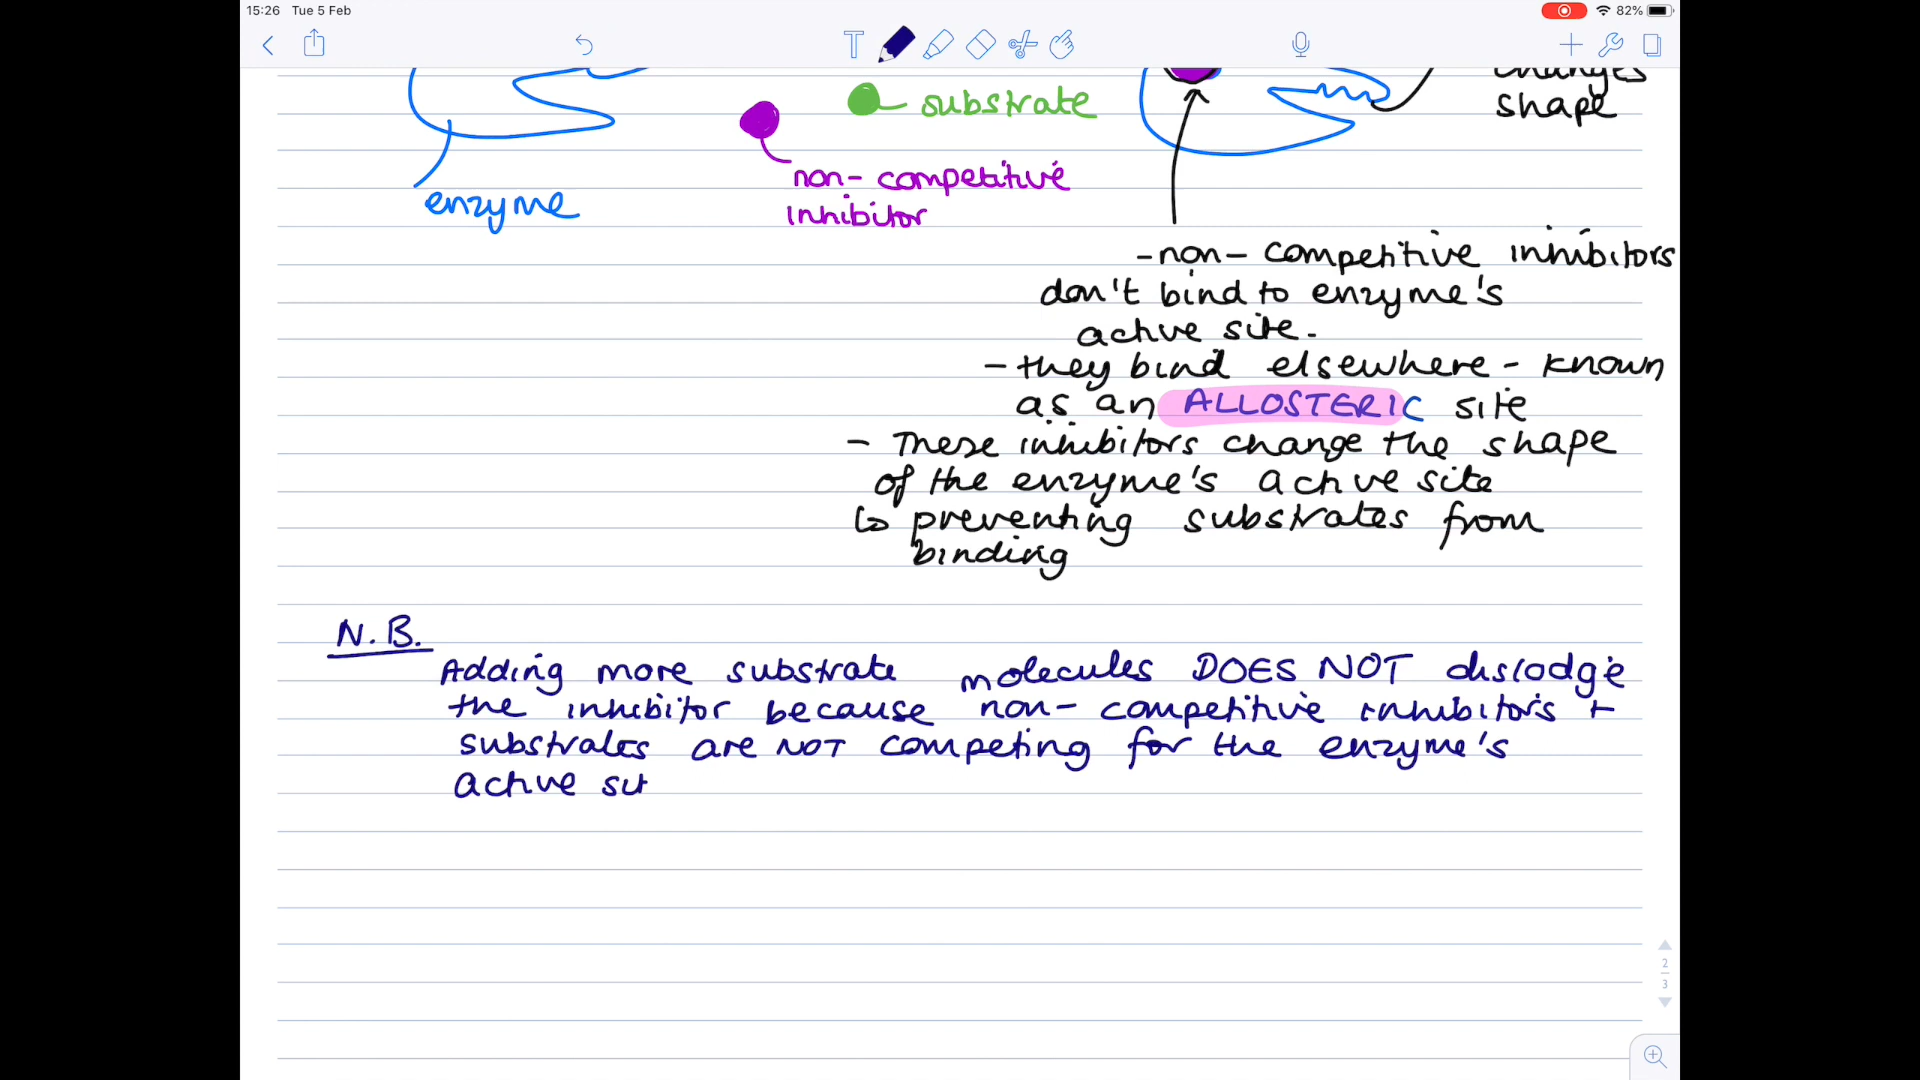 15:26 Tue 5 Feb
82%
T
changes
shape
substrate
non-competitive
inhibitor
enzyme
-non-competitive inhibitors
don't bind to enzyme's
active site.
- they bind elsewhere - known
as an ALLOSTERIC site
- These inhibitors change the shape
of the enzyme's active site
↳ preventing substrates from
binding
N.B.
Adding more substrate molecules DOES NOT dislodge
the inhibitor because non-competitive inhibitors +
substrates are NOT competing for the enzyme's
active sit
2
3